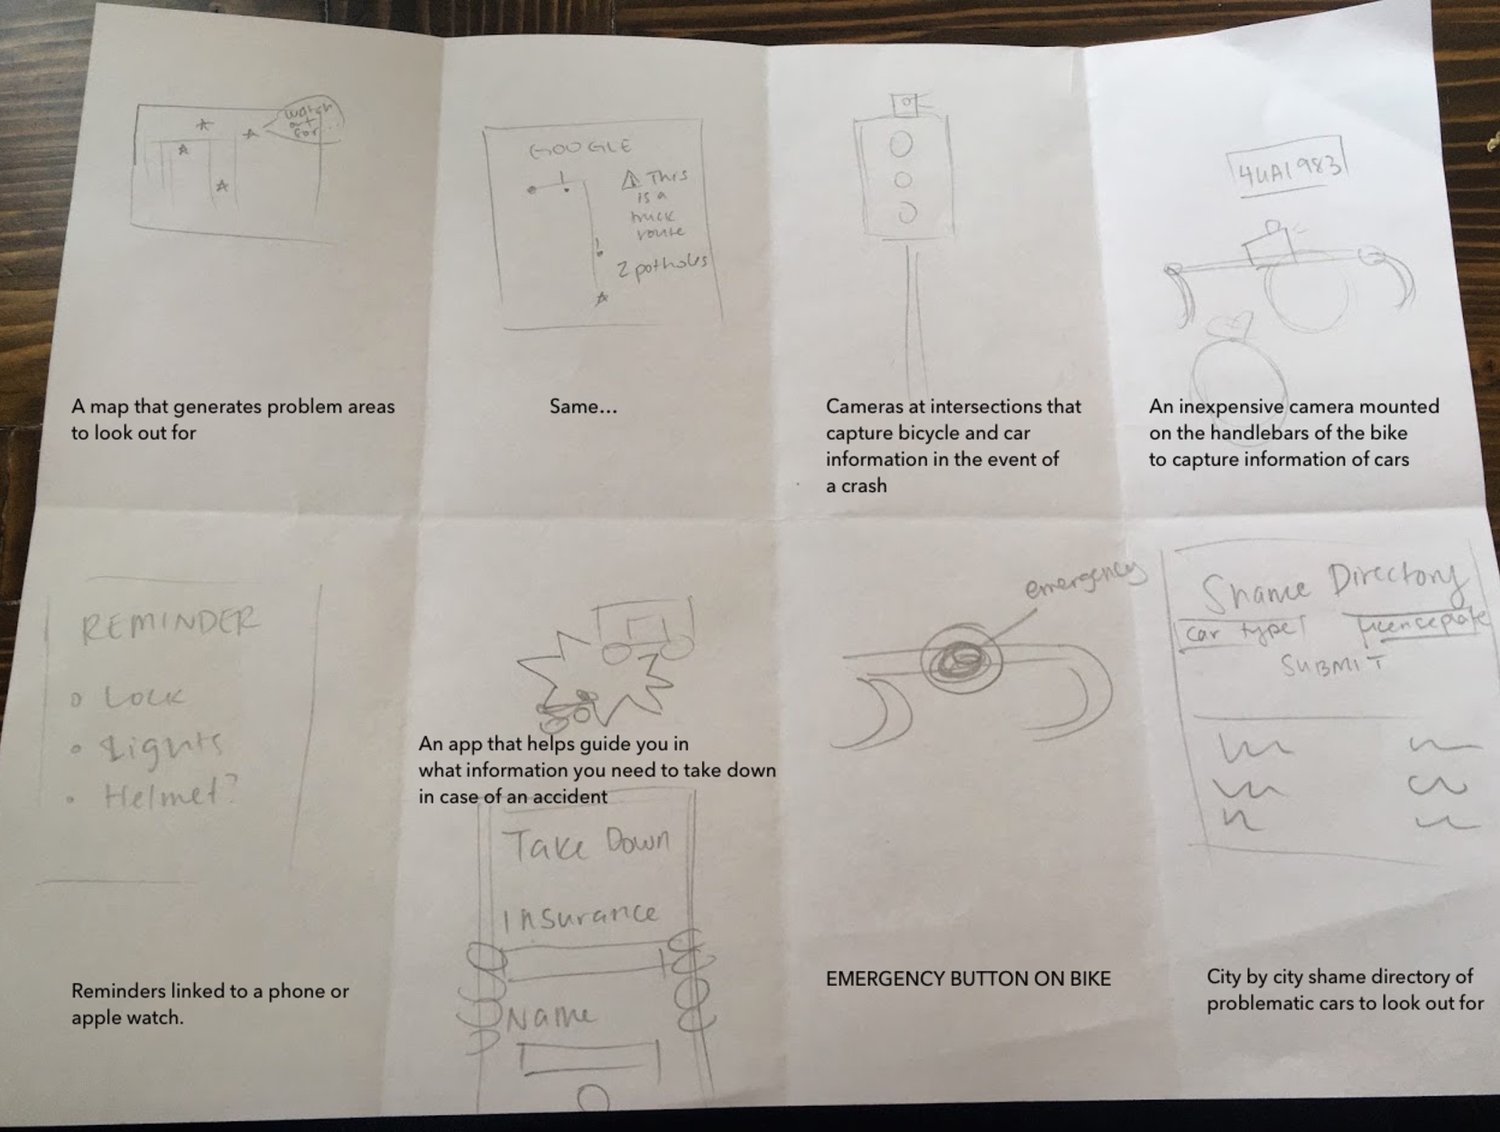 watch
out
for...
GOOGLE
⚠ This
is a
truck
route
2 potholes
4UA1983
A map that generates problem areas
to look out for
Same...
Cameras at intersections that
capture bicycle and car
information in the event of
a crash
An inexpensive camera mounted
on the handlebars of the bike
to capture information of cars
REMINDER
Lock
Lights
Helmet?
Reminders linked to a phone or
apple watch.
An app that helps guide you in
what information you need to take down
in case of an accident
Take Down
Insurance
Name
emergency
EMERGENCY BUTTON ON BIKE
Shame Directory
car type licenseplate
SUBMIT
City by city shame directory of
problematic cars to look out for